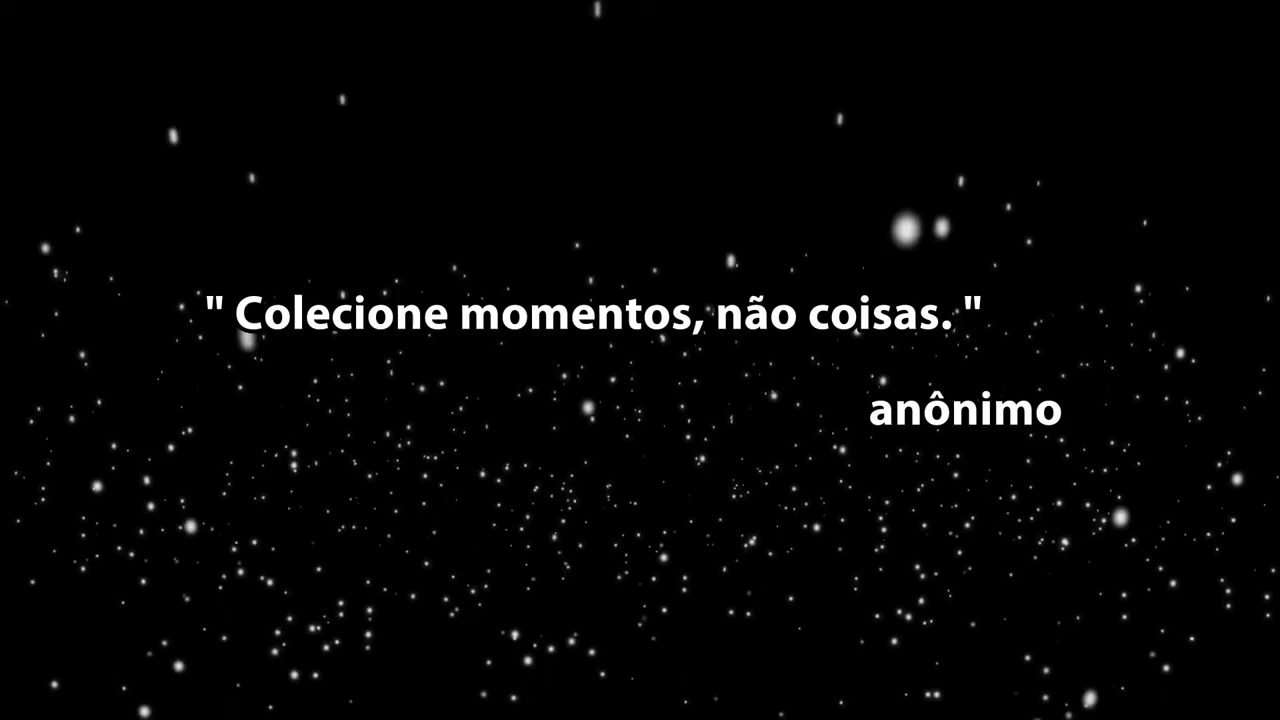 " Colecione momentos, não coisas. "
anônimo